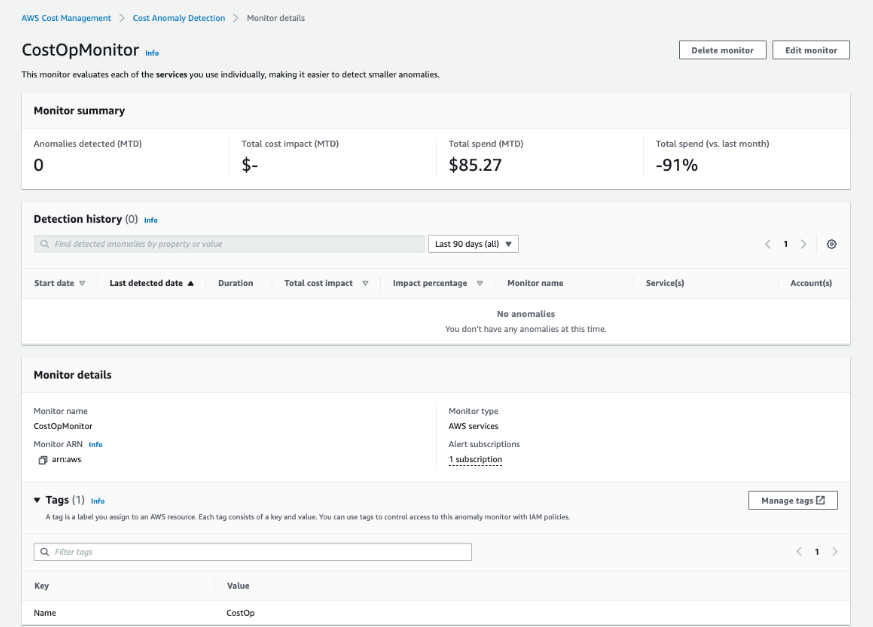 AWS Cost Management > Cost Anomaly Detection > Monitor details
CostOpMonitor Info
Delete monitor
Edit monitor
This monitor evaluates each of the services you use individually, making it easier to detect smaller anomalies.
Monitor summary
Anomalies detected (MTD)
0
Total cost impact (MTD)
$-
Total spend (MTD)
$85.27
Total spend (vs. last month)
-91%
Detection history (0) Info
Find detected anomalies by property or value
Last 90 days (all)
1
Start date Last detected date Duration Total cost impact Impact percentage Monitor name Service(s) Account(s)
No anomalies
You don't have any anomalies at this time.
Monitor details
Monitor name
CostOpMonitor
Monitor ARN Info
arn:aws
Monitor type
AWS services
Alert subscriptions
1 subscription
Tags (1) Info
Manage tags
A tag is a label you assign to an AWS resource. Each tag consists of a key and value. You can use tags to control access to this anomaly monitor with IAM policies.
Filter tags
1
Key Value
Name CostOp